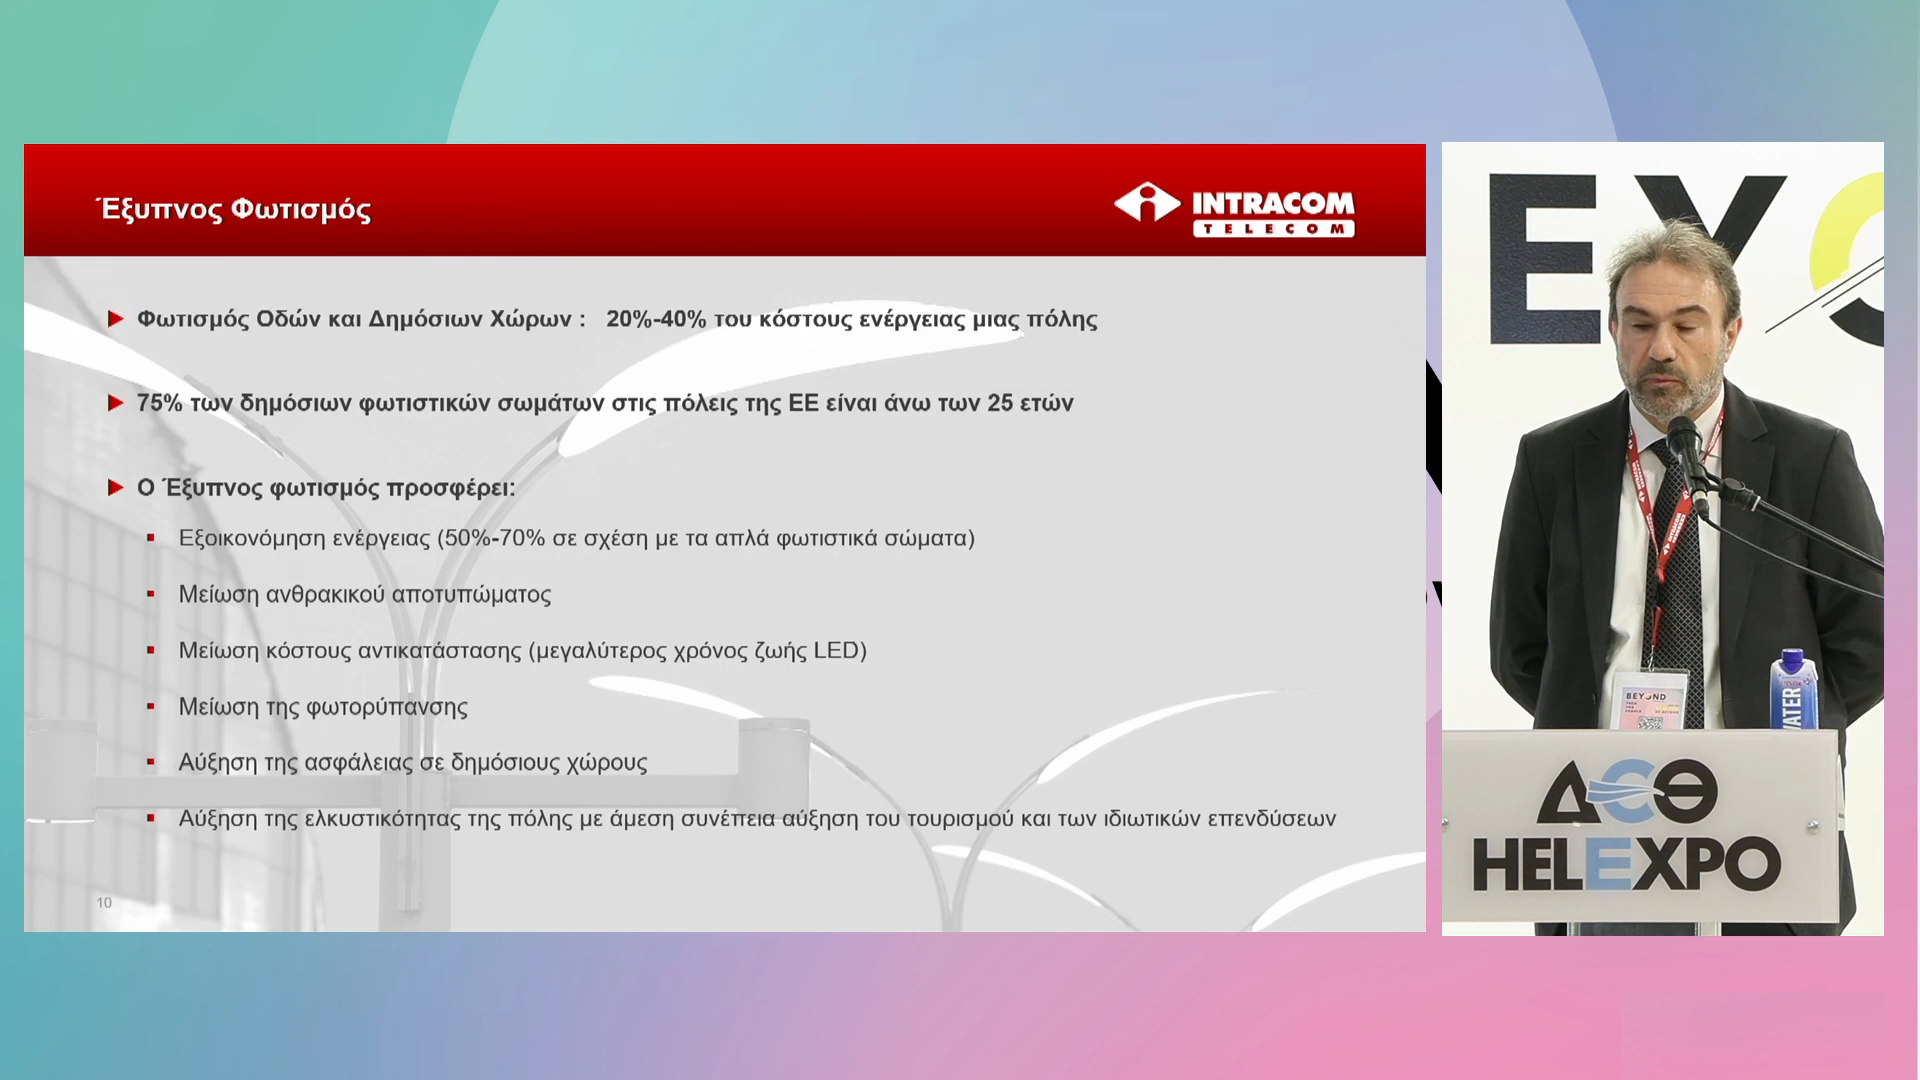 Έξυπνος Φωτισμός
INTRACOM
TELECOM
Φωτισμός Οδών και Δημόσιων Χώρων : 20%-40% του κόστους ενέργειας μιας πόλης
75% των δημόσιων φωτιστικών σωμάτων στις πόλεις της ΕΕ είναι άνω των 25 ετών
Ο Έξυπνος φωτισμός προσφέρει:
Εξοικονόμηση ενέργειας (50%-70% σε σχέση με τα απλά φωτιστικά σώματα)
Μείωση ανθρακικού αποτυπώματος
Μείωση κόστους αντικατάστασης (μεγαλύτερος χρόνος ζωής LED)
Μείωση της φωτορύπανσης
Αύξηση της ασφάλειας σε δημόσιους χώρους
Αύξηση της ελκυστικότητας της πόλης με άμεση συνέπεια αύξηση του τουρισμού και των ιδιωτικών επενδύσεων
10
EYO
BEYOND
WATER
ΔΕΘ
HELEXPO